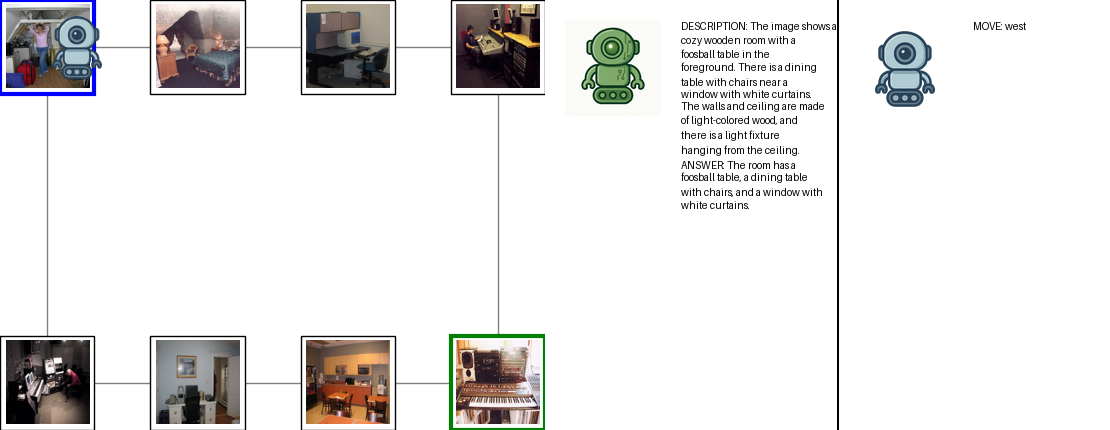 DESCRIPTION: The image shows a
cozy wooden room with a
foosball table in the
foreground. There is a dining
table with chairs near a
window with white curtains.
The walls and ceiling are made
of light-colored wood, and
there is a light fixture
hanging from the ceiling.
ANSWER: The room has a
foosball table, a dining table
with chairs, and a window with
white curtains.
MOVE: west